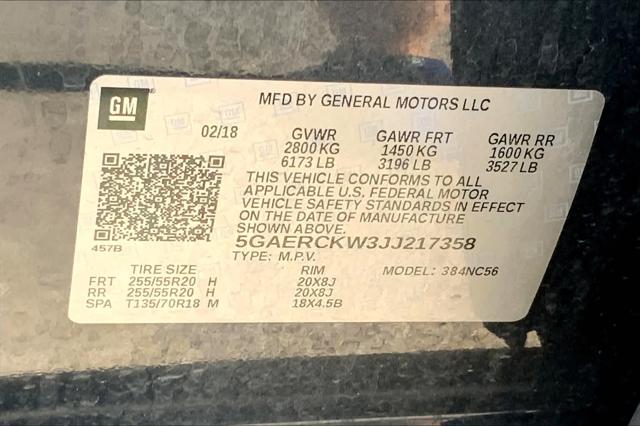 GM
MFD BY GENERAL MOTORS LLC
02/18 GVWR GAWR FRT GAWR RR
2800 KG 1450 KG 1600 KG
6173 LB 3196 LB 3527 LB
THIS VEHICLE CONFORMS TO ALL
APPLICABLE U.S. FEDERAL MOTOR
VEHICLE SAFETY STANDARDS IN EFFECT
ON THE DATE OF MANUFACTURE
SHOWN ABOVE.
457B
5GAERCKW3JJ217358
TYPE: M.P.V.
TIRE SIZE RIM MODEL: 384NC56
FRT 255/55R20 H 20X8J
RR 255/55R20 H 20X8J
SPA T135/70R18 M 18X4.5B